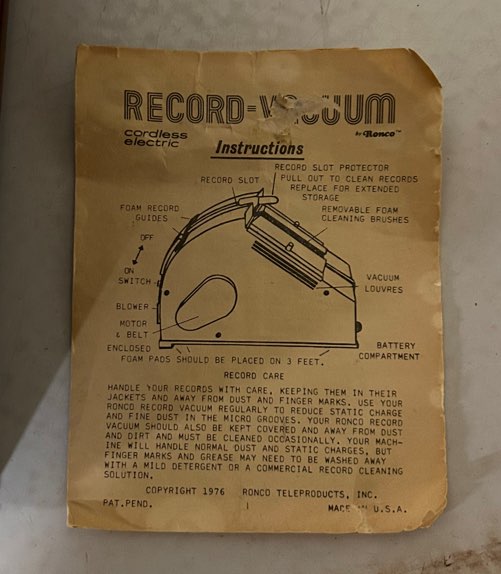 RECORD-VACUUM
cordless
electric
by Ronco™
Instructions
RECORD SLOT PROTECTOR
PULL OUT TO CLEAN RECORDS
REPLACE FOR EXTENDED
STORAGE
RECORD SLOT
FOAM RECORD
GUIDES
REMOVABLE FOAM
CLEANING BRUSHES
OFF
ON
SWITCH
VACUUM
LOUVRES
BLOWER
MOTOR
& BELT
ENCLOSED
BATTERY
COMPARTMENT
FOAM PADS SHOULD BE PLACED ON 3 FEET.
RECORD CARE
HANDLE YOUR RECORDS WITH CARE, KEEPING THEM IN THEIR
JACKETS AND AWAY FROM DUST AND FINGER MARKS. USE YOUR
RONCO RECORD VACUUM REGULARLY TO REDUCE STATIC CHARGE
AND FINE DUST IN THE MICRO GROOVES. YOUR RONCO RECORD
VACUUM SHOULD ALSO BE KEPT COVERED AND AWAY FROM DUST
AND DIRT AND MUST BE CLEANED OCCASIONALLY. YOUR MACH-
INE WILL HANDLE NORMAL DUST AND STATIC CHARGES, BUT
FINGER MARKS AND GREASE MAY NEED TO BE WASHED AWAY
WITH A MILD DETERGENT OR A COMMERCIAL RECORD CLEANING
SOLUTION.
COPYRIGHT 1976 RONCO TELEPRODUCTS, INC.
PAT.PEND. MADE IN U.S.A.